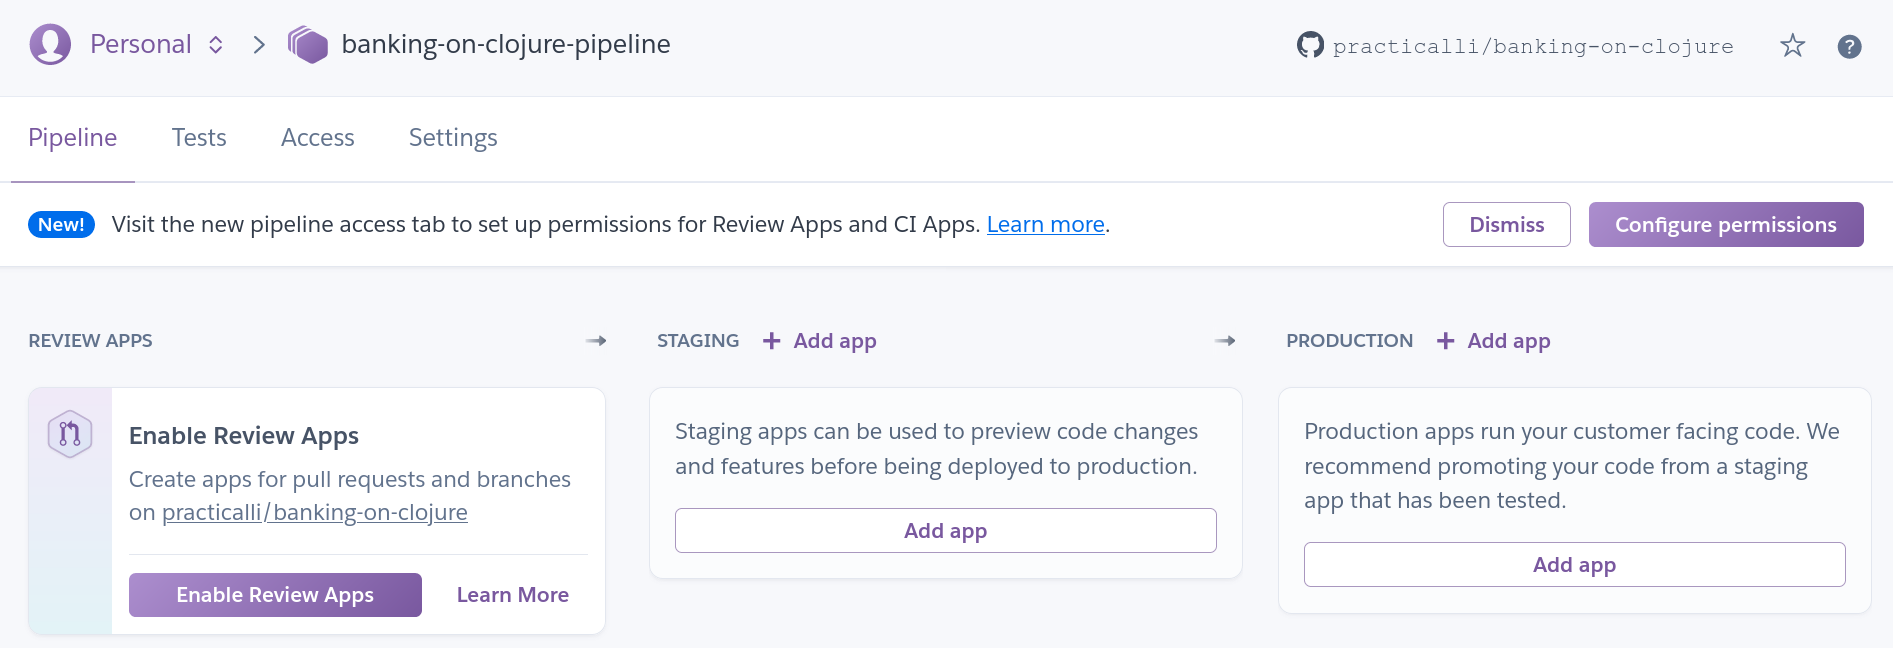 Personal banking-on-clojure-pipeline practicalli/banking-on-clojure ?
Pipeline Tests Access Settings
New! Visit the new pipeline access tab to set up permissions for Review Apps and CI Apps. Learn more. Dismiss Configure permissions
REVIEW APPS
Enable Review Apps
Create apps for pull requests and branches
on practicalli/banking-on-clojure
Enable Review Apps Learn More
STAGING + Add app
Staging apps can be used to preview code changes
and features before being deployed to production.
Add app
PRODUCTION + Add app
Production apps run your customer facing code. We
recommend promoting your code from a staging
app that has been tested.
Add app